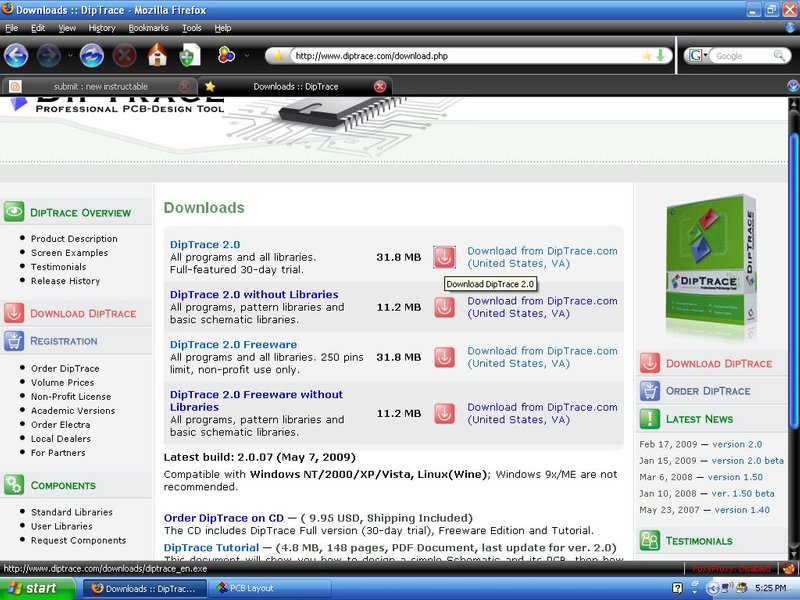 Downloads :: DipTrace - Mozilla Firefox
File Edit View History Bookmarks Tools Help
http://www.diptrace.com/download.php
G Google
submit : new instructable
Downloads :: DipTrace
DIPTRACE
PROFESSIONAL PCB-DESIGN TOOL
DIPTRACE OVERVIEW
Product Description
Screen Examples
Testimonials
Release History
DOWNLOAD DIPTRACE
REGISTRATION
Order DipTrace
Volume Prices
Non-Profit License
Academic Versions
Order Electra
Local Dealers
For Partners
COMPONENTS
Standard Libraries
User Libraries
Request Components
Downloads
DipTrace 2.0
All programs and all libraries.
Full-featured 30-day trial.
31.8 MB
Download from DipTrace.com
(United States, VA)
Download DipTrace 2.0
DipTrace 2.0 without Libraries
All programs, pattern libraries and
basic schematic libraries.
11.2 MB
Download from DipTrace.com
(United States, VA)
DipTrace 2.0 Freeware
All programs and all libraries. 250 pins
limit, non-profit use only.
31.8 MB
Download from DipTrace.com
(United States, VA)
DipTrace 2.0 Freeware without
Libraries
All programs, pattern libraries and
basic schematic libraries.
11.2 MB
Download from DipTrace.com
(United States, VA)
Latest build: 2.0.07 (May 7, 2009)
Compatible with Windows NT/2000/XP/Vista, Linux(Wine); Windows 9x/ME are not
recommended.
Order DipTrace on CD — ( 9.95 USD, Shipping Included)
The CD includes DipTrace Full version (30-day trial), Freeware Edition and Tutorial.
DipTrace Tutorial — (4.8 MB, 148 pages, PDF Document, last update for ver. 2.0)
This document will show you how to design a simple Schematic and its PCB, then how
DIPTRACE
DIPTRACE
DOWNLOAD DIPTRACE
ORDER DIPTRACE
LATEST NEWS
Feb 17, 2009 — version 2.0
Jan 15, 2009 — version 2.0 beta
Mar 6, 2008 — version 1.50
Jan 10, 2008 — ver. 1.50 beta
May 23, 2007 — version 1.40
TESTIMONIALS
http://www.diptrace.com/downloads/diptrace_en.exe
FoxyProxy: Disabled
start
Downloads :: DipTrac...
PCB Layout
5:25 PM